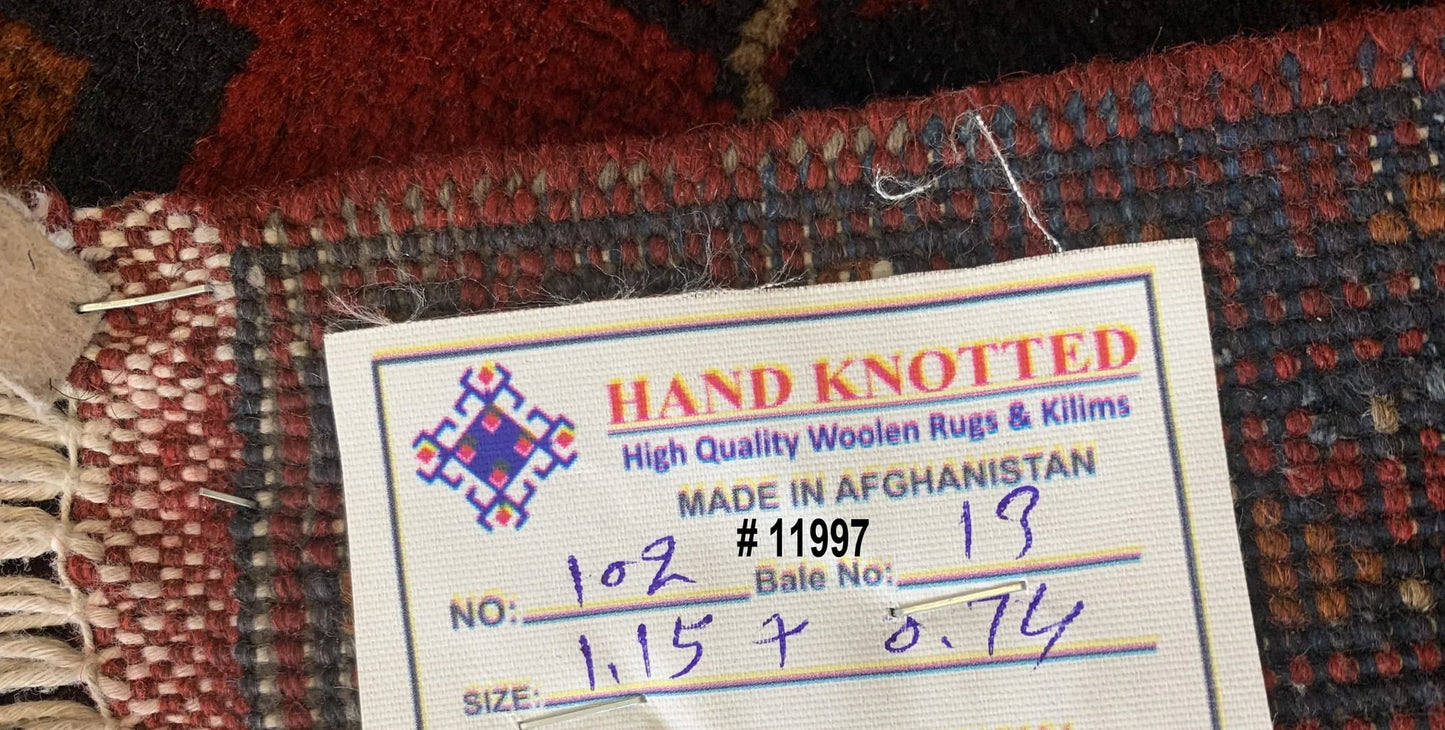 HAND KNOTTED
High Quality Woolen Rugs & Kilims
MADE IN AFGHANISTAN
# 11997
NO: 102 Bale No: 13
SIZE: 1.15 + 0.74